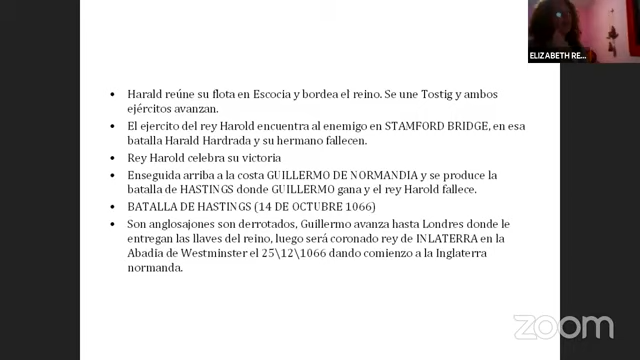 ELIZABETH RE...
• Harald reúne su flota en Escocia y bordea el reino. Se une Tostig y ambos
ejércitos avanzan.
• El ejercito del rey Harold encuentra al enemigo en STAMFORD BRIDGE, en esa
batalla Harald Hardrada y su hermano fallecen.
• Rey Harold celebra su victoria
• Enseguida arriba a la costa GUILLERMO DE NORMANDIA y se produce la
batalla de HASTINGS donde GUILLERMO gana y el rey Harold fallece.
• BATALLA DE HASTINGS (14 DE OCTUBRE 1066)
• Son anglosajones son derrotados, Guillermo avanza hasta Londres donde le
entregan las llaves del reino, luego será coronado rey de INLATERRA en la
Abadia de Westminster el 25\12\1066 dando comienzo a la Inglaterra
normanda.
zoom